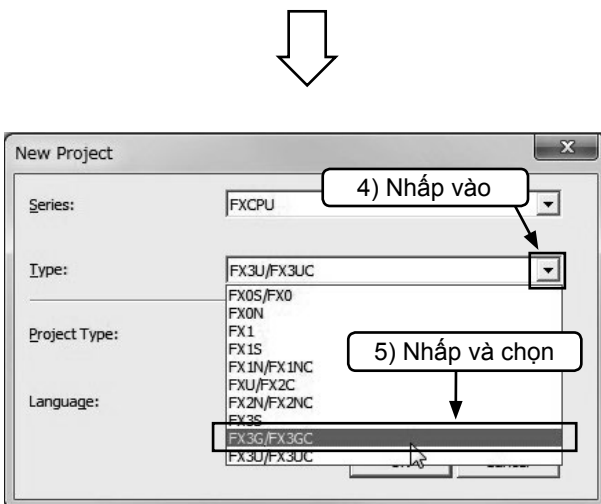 New Project
4) Nhấp vào
Series:
FXCPU
Type:
FX3U/FX3UC
FX0S/FX0
FX0N
Project Type:
FX1
FX1S
5) Nhấp và chọn
FX1N/FX1NC
FXU/FX2C
Language:
FX2N/FX2NC
FX3S
FX3G/FX3GC
FX3U/FX3UC